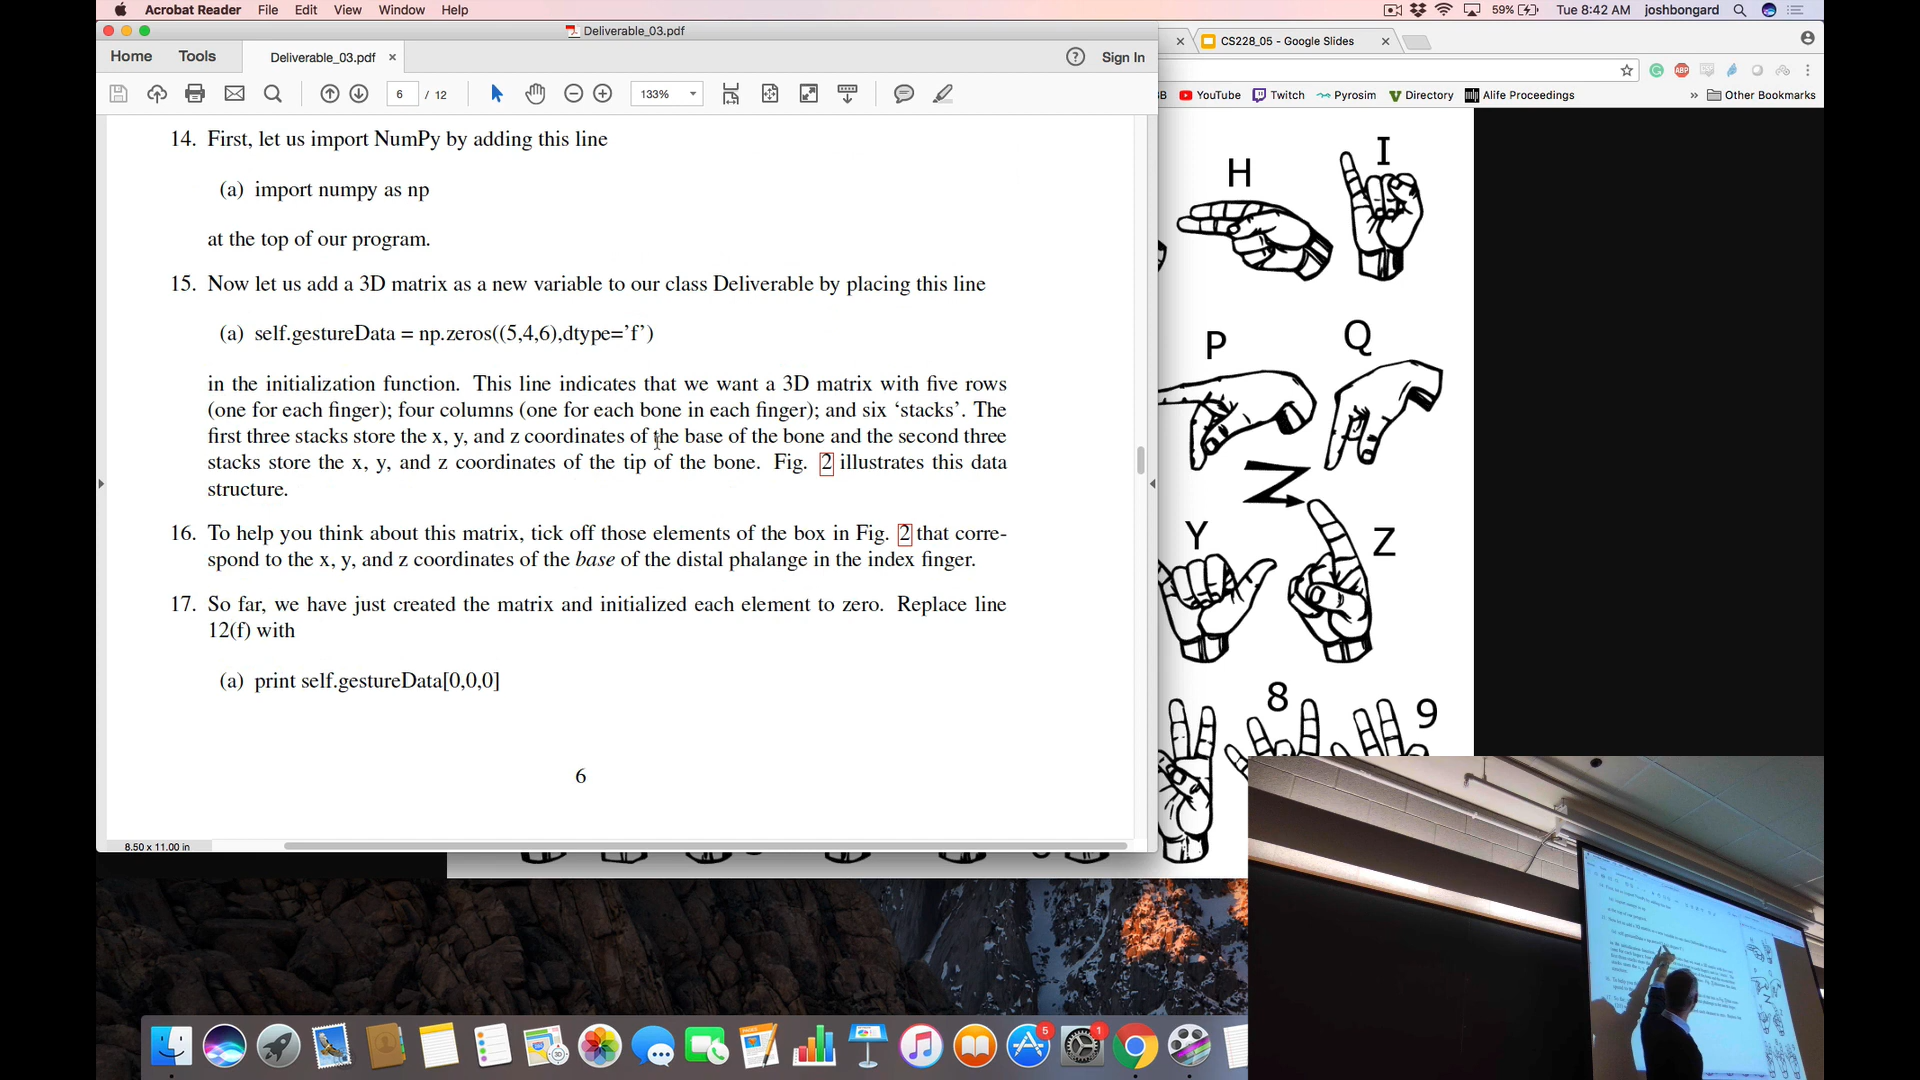 Acrobat Reader File Edit View Window Help
59% Tue 8:42 AM joshbongard
Deliverable_03.pdf
Home Tools Deliverable_03.pdf × Sign In
CS228_05 - Google Slides
6 / 12 133%
YouTube Twitch Pyrosim Directory Alife Proceedings » Other Bookmarks
ABP
14. First, let us import NumPy by adding this line
(a) import numpy as np
at the top of our program.
15. Now let us add a 3D matrix as a new variable to our class Deliverable by placing this line
(a) self.gestureData = np.zeros((5,4,6),dtype=’f’)
in the initialization function. This line indicates that we want a 3D matrix with five rows
(one for each finger); four columns (one for each bone in each finger); and six ‘stacks’. The
first three stacks store the x, y, and z coordinates of the base of the bone and the second three
stacks store the x, y, and z coordinates of the tip of the bone. Fig. 2 illustrates this data
structure.
16. To help you think about this matrix, tick off those elements of the box in Fig. 2 that corre-
spond to the x, y, and z coordinates of the base of the distal phalange in the index finger.
17. So far, we have just created the matrix and initialized each element to zero. Replace line
12(f) with
(a) print self.gestureData[0,0,0]
6
8.50 x 11.00 in
H
I
P
Q
Y
Z
8
9
5
1